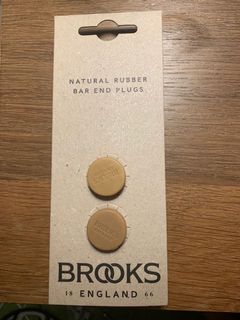 NATURAL RUBBER
BAR END PLUGS
BROOKS
18 ENGLAND 66